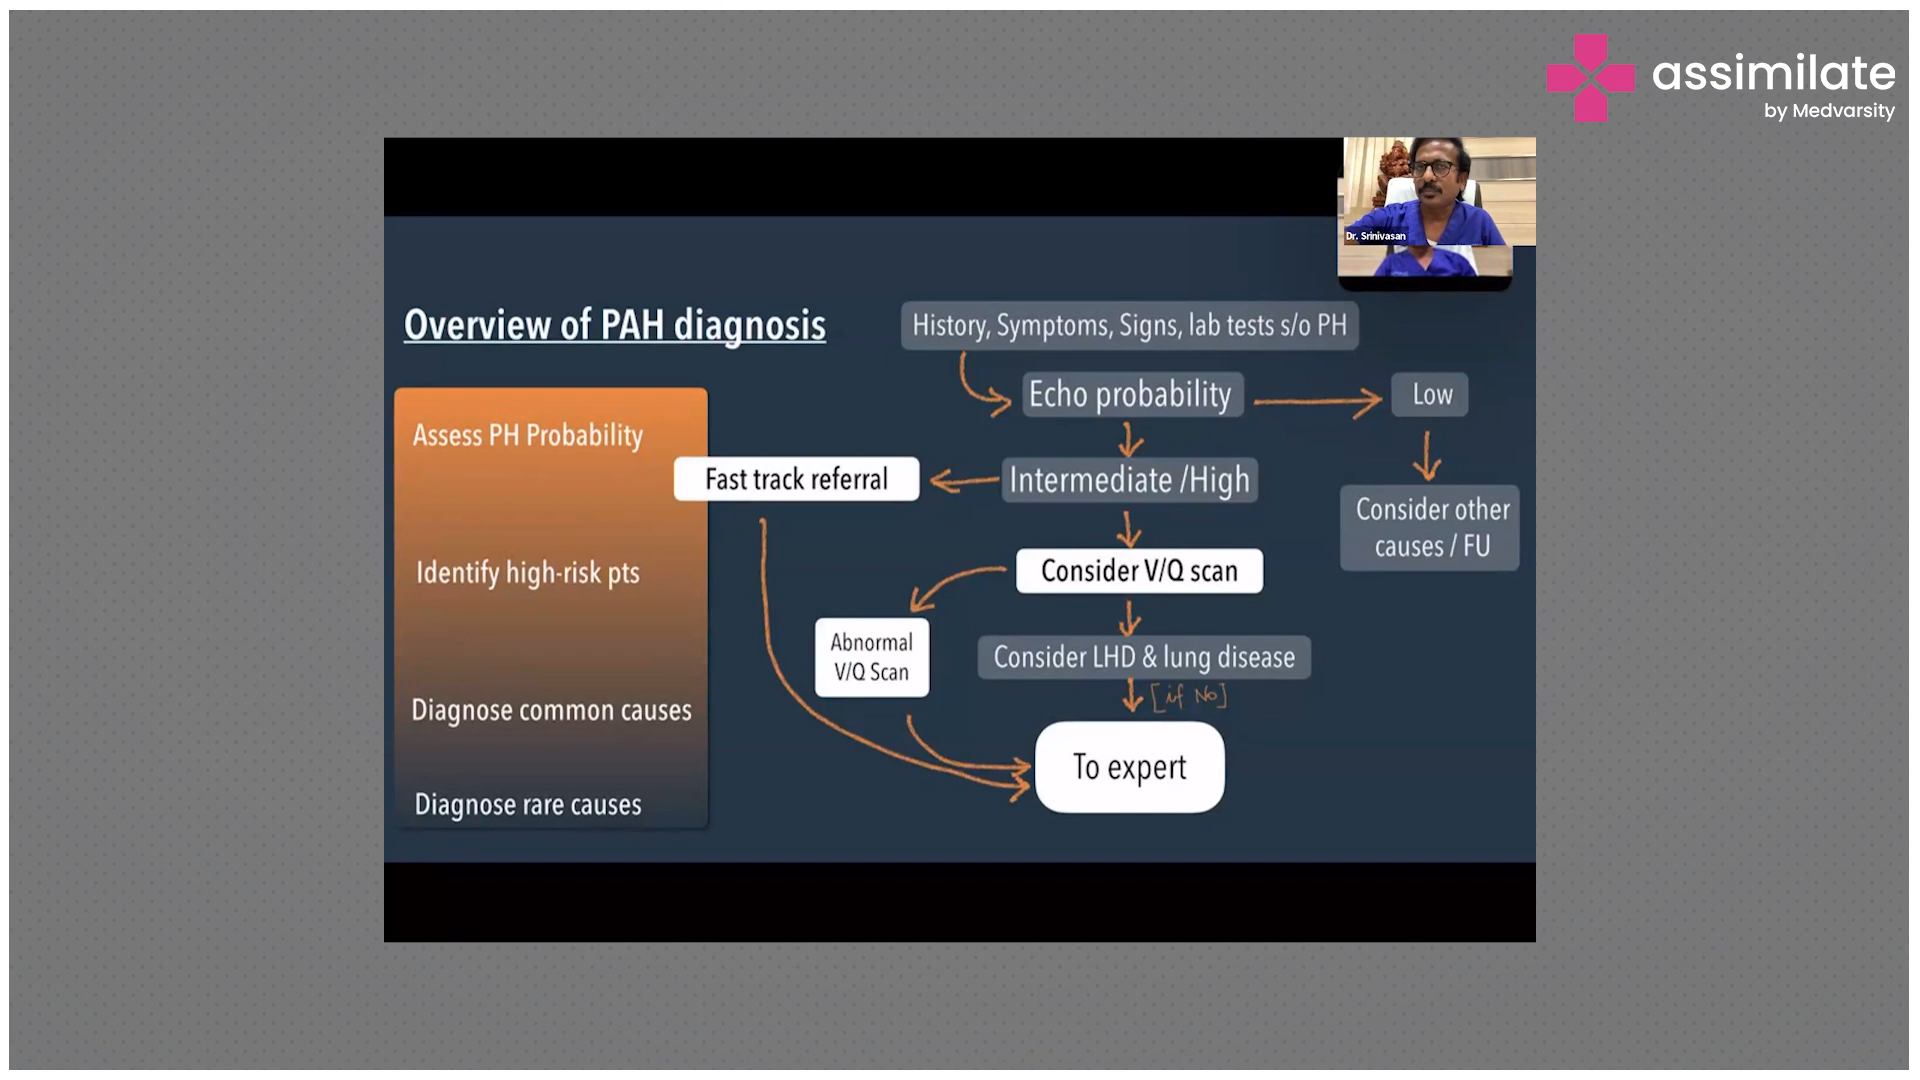 assimilate
by Medvarsity
Dr. Srinivasan
Overview of PAH diagnosis
History, Symptoms, Signs, lab tests s/o PH
Echo probability
Low
Assess PH Probability
Fast track referral
Intermediate /High
Consider other
causes / FU
Identify high-risk pts
Consider V/Q scan
Abnormal
V/Q Scan
Consider LHD & lung disease
[if No]
Diagnose common causes
To expert
Diagnose rare causes